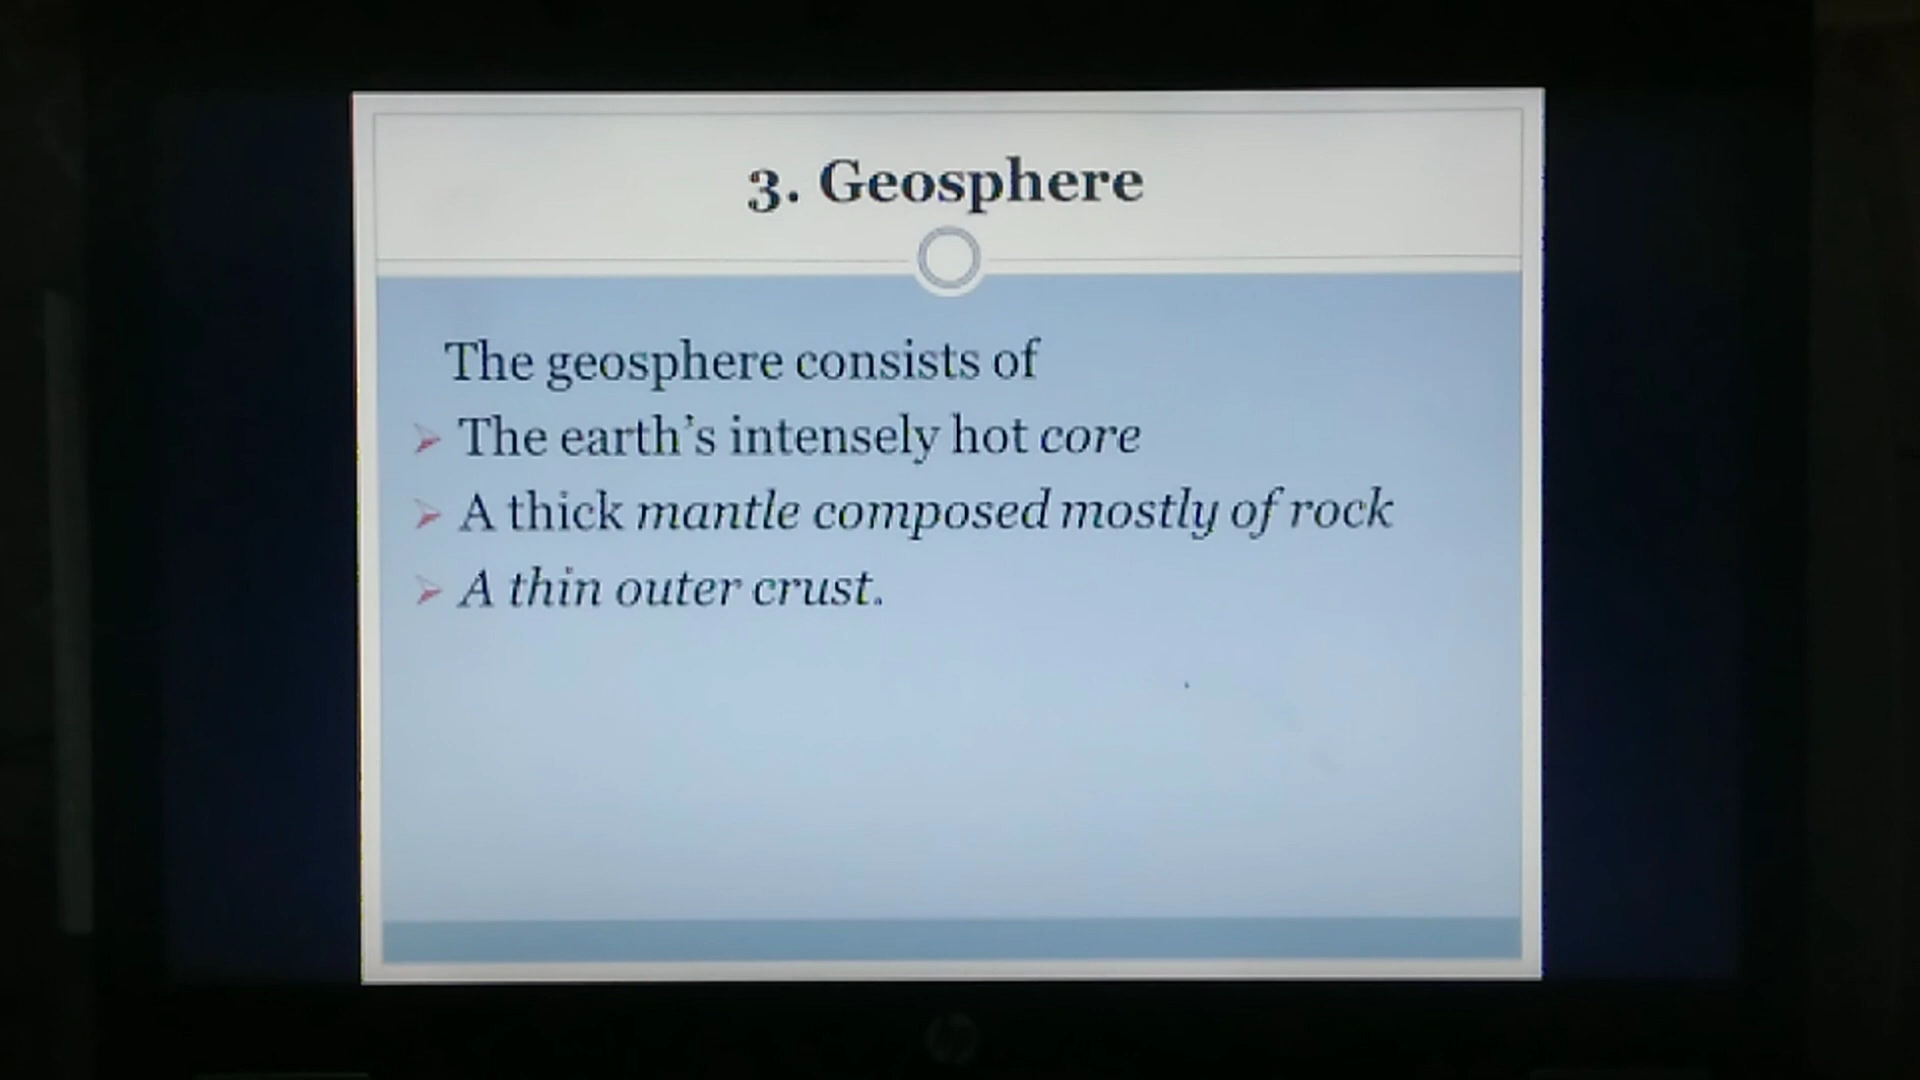 3. Geosphere
The geosphere consists of
➢ The earth's intensely hot core
➢ A thick mantle composed mostly of rock
➢ A thin outer crust.